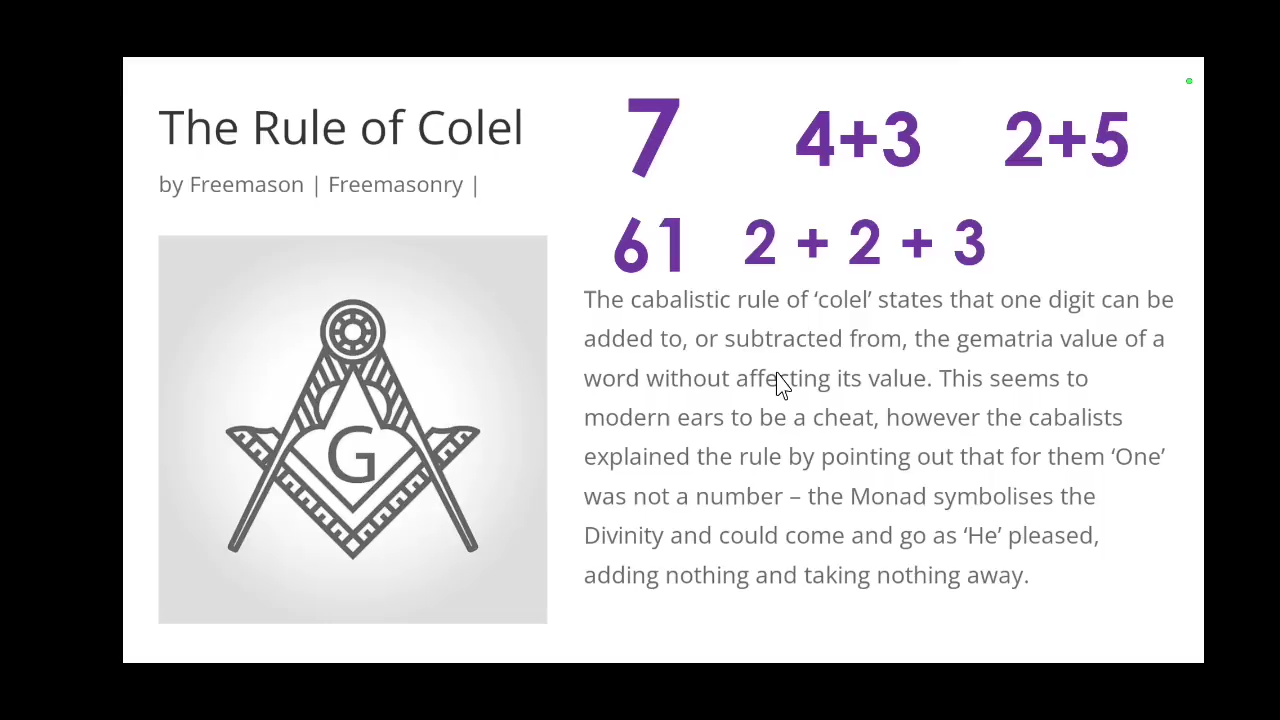 The Rule of Colel
by Freemason | Freemasonry |
G
7 4+3 2+5
61 2 + 2 + 3
The cabalistic rule of ‘colel’ states that one digit can be
added to, or subtracted from, the gematria value of a
word without affecting its value. This seems to
modern ears to be a cheat, however the cabalists
explained the rule by pointing out that for them ‘One’
was not a number – the Monad symbolises the
Divinity and could come and go as ‘He’ pleased,
adding nothing and taking nothing away.